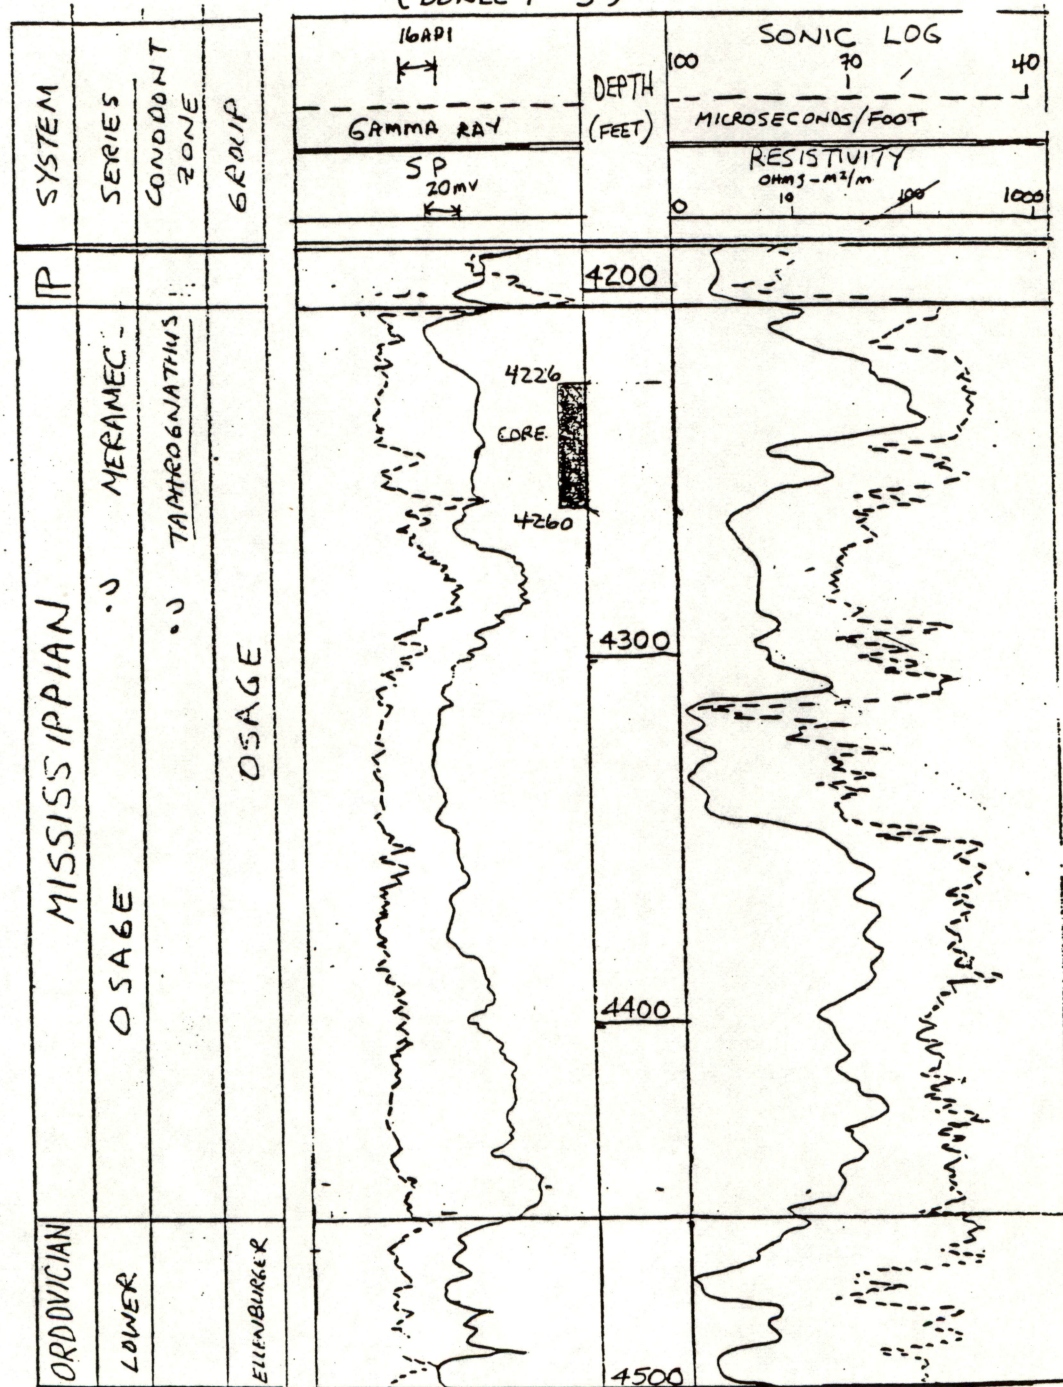 16API
GAMMA RAY
SP
20mv
DEPTH
(FEET)
SONIC LOG
100 70 40
MICROSECONDS/FOOT
RESISTIVITY
OHMS-M²/M
0 10 100 1000
SYSTEM
SERIES
CONODONT
ZONE
GROUP
IP
MISSISSIPPIAN
MERAMEC
OSAGE
TAPHROGNATHUS
OSAGE
ORDOVICIAN
LOWER
ELLENBURGER
4200
4226
CORE
4260
4300
4400
4500